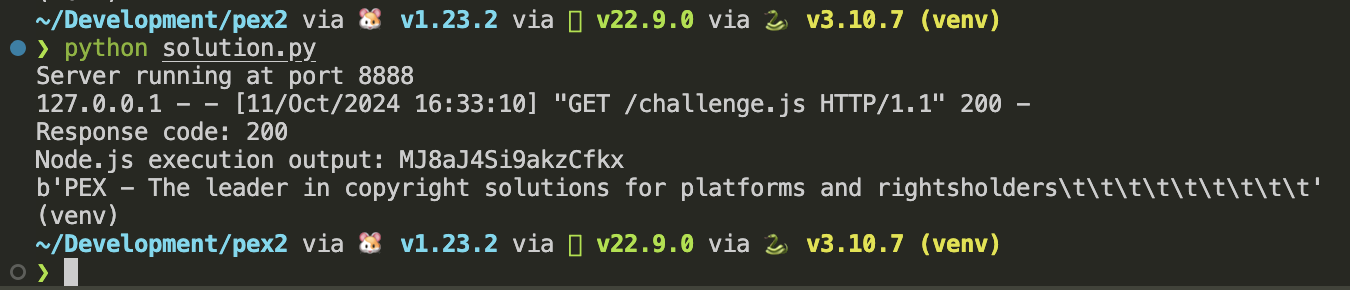 ~/Development/pex2 via 🐹 v1.23.2 via  v22.9.0 via 🐍 v3.10.7 (venv)
❯ python solution.py
Server running at port 8888
127.0.0.1 - - [11/Oct/2024 16:33:10] "GET /challenge.js HTTP/1.1" 200 -
Response code: 200
Node.js execution output: MJ8aJ4Si9akzCfkx
b'PEX - The leader in copyright solutions for platforms and rightsholders\t\t\t\t\t\t\t\t\t'
(venv)
~/Development/pex2 via 🐹 v1.23.2 via  v22.9.0 via 🐍 v3.10.7 (venv)
❯